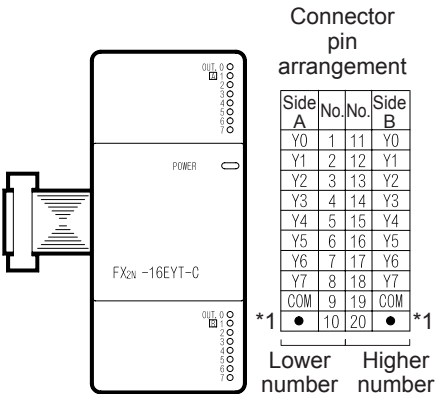 Connector
pin
arrangement
OUT. 0
A 1
2
3
4
5
6
7
POWER
FX2N -16EYT-C
OUT. 0
B 1
2
3
4
5
6
7
Side A No. No. Side B
Y0 1 11 Y0
Y1 2 12 Y1
Y2 3 13 Y2
Y3 4 14 Y3
Y4 5 15 Y4
Y5 6 16 Y5
Y6 7 17 Y6
Y7 8 18 Y7
COM 9 19 COM
*1 ● 10 20 ● *1
Lower number Higher number